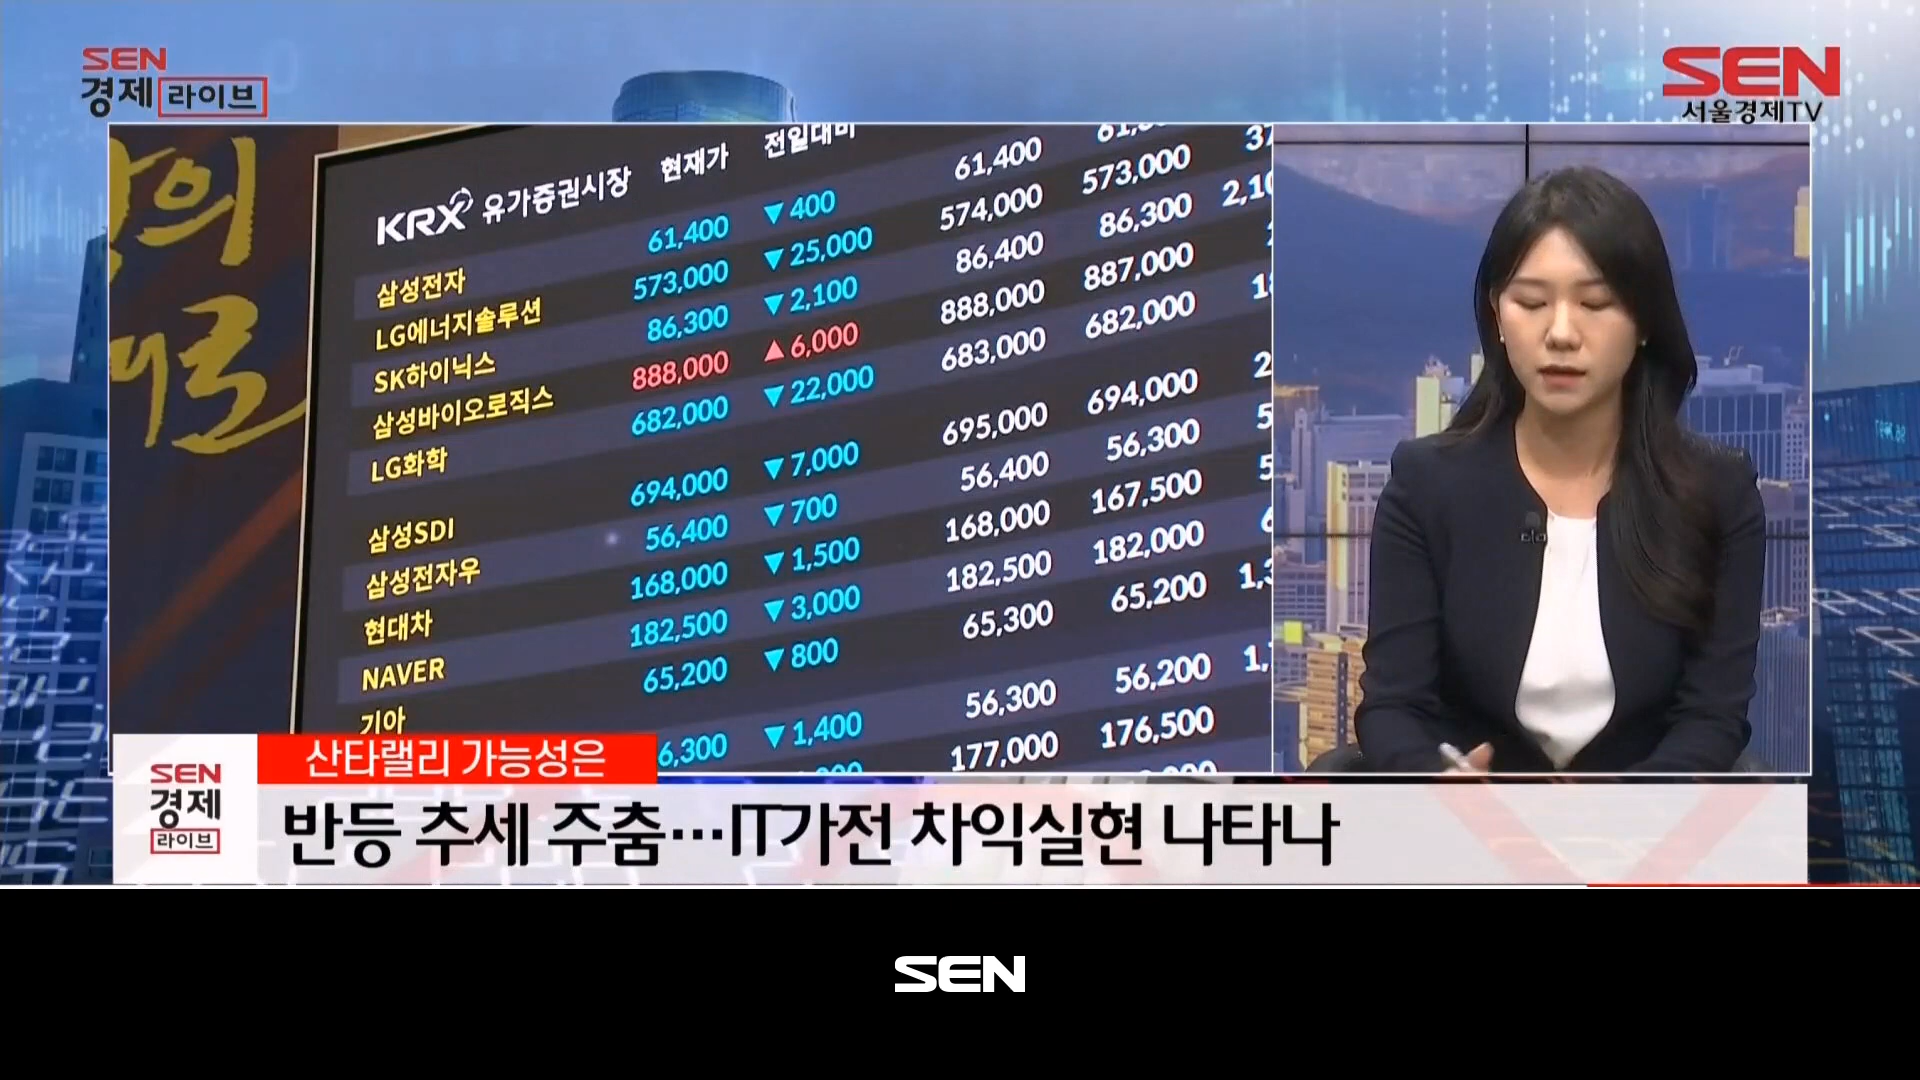 SEN
경제 라이브
SEN
서울경제TV
의
대로
KRX 유가증권시장 현재가 전일대비
삼성전자 61,400 ▼400 61,400
LG에너지솔루션 573,000 ▼25,000 574,000 573,000
SK하이닉스 86,300 ▼2,100 86,400 86,300
삼성바이오로직스 888,000 ▲6,000 888,000 887,000
LG화학 682,000 ▼22,000 683,000 682,000
삼성SDI 694,000 ▼7,000 695,000 694,000
삼성전자우 56,400 ▼700 56,400 56,300
현대차 168,000 ▼1,500 168,000 167,500
NAVER 182,500 ▼3,000 182,500 182,000
기아 65,200 ▼800 65,300 65,200
6,300 ▼1,400 56,300 56,200
177,000 176,500
SEN
경제
라이브
산타랠리 가능성은
반등 추세 주춤…IT가전 차익실현 나타나
SEN